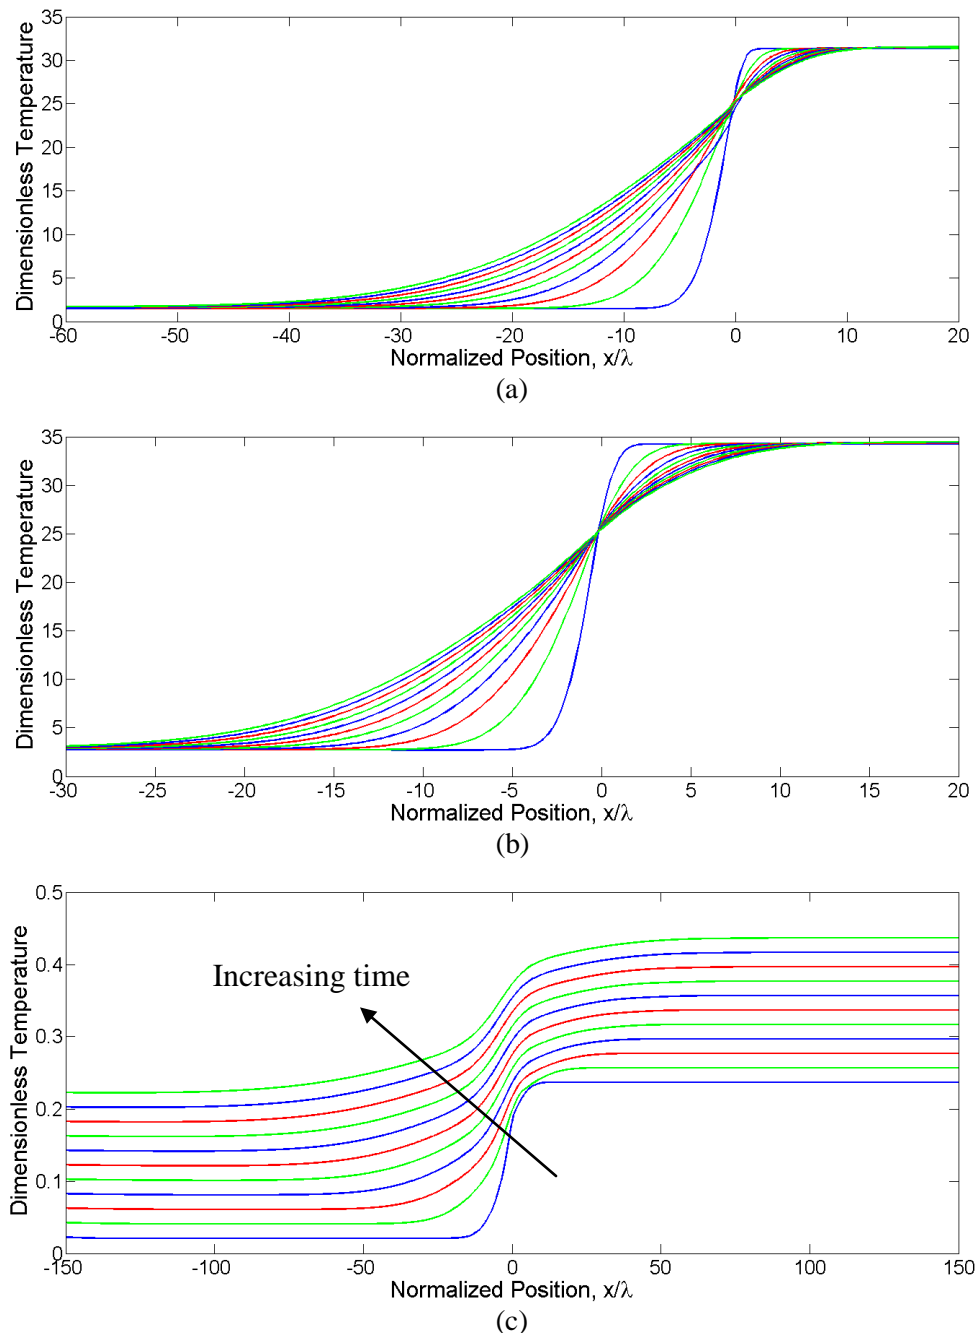 35
30
25
20
15
10
5
0
Dimensionless Temperature
-60 -50 -40 -30 -20 -10 0 10 20
Normalized Position, x/λ
(a)
35
30
25
20
15
10
5
0
Dimensionless Temperature
-30 -25 -20 -15 -10 -5 0 5 10 15 20
Normalized Position, x/λ
(b)
0.5
0.4
0.3
0.2
0.1
0
Dimensionless Temperature
Increasing time
-150 -100 -50 0 50 100 150
Normalized Position, x/λ
(c)